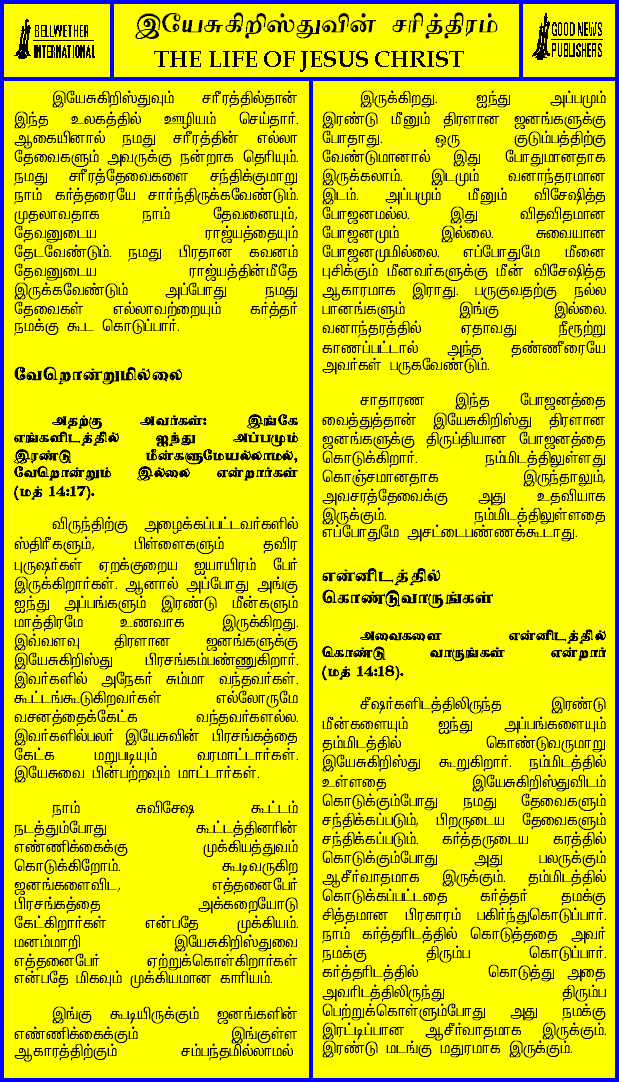 BELLWETHER
INTERNATIONAL
இயேசுகிறிஸ்துவின் சரித்திரம்
THE LIFE OF JESUS CHRIST
GOOD NEWS
PUBLISHERS
இயேசுகிறிஸ்துவும் சரீரத்தில்தான்
இந்த உலகத்தில் ஊழியம் செய்தார்.
ஆகையினால் நமது சரீரத்தின் எல்லா
தேவைகளும் அவருக்கு நன்றாக தெரியும்.
நமது சரீரத்தேவைகளை சந்திக்குமாறு
நாம் கர்த்தரையே சார்ந்திருக்கவேண்டும்.
முதலாவதாக நாம் தேவனையும்,
தேவனுடைய ராஜ்யத்தையும்
தேடவேண்டும். நமது பிரதான கவனம்
தேவனுடைய ராஜ்யத்தின்மீதே
இருக்கவேண்டும் அப்போது நமது
தேவைகள் எல்லாவற்றையும் கர்த்தர்
நமக்கு கூட கொடுப்பார்.
வேறொன்றுமில்லை
அதற்கு அவர்கள்: இங்கே
எங்களிடத்தில் ஐந்து அப்பமும்
இரண்டு மீன்களுமேயல்லாமல்,
வேறொன்றும் இல்லை என்றார்கள்
(மத் 14:17).
விருந்திற்கு அழைக்கப்பட்டவர்களில்
ஸ்திரீகளும், பிள்ளைகளும் தவிர
புருஷர்கள் ஏறக்குறைய ஐயாயிரம் பேர்
இருக்கிறார்கள். ஆனால் அப்போது அங்கு
ஐந்து அப்பங்களும் இரண்டு மீன்களும்
மாத்திரமே உணவாக இருக்கிறது.
இவ்வளவு திரளான ஜனங்களுக்கு
இயேசுகிறிஸ்து பிரசங்கம்பண்ணுகிறார்.
இவர்களில் அநேகர் சும்மா வந்தவர்கள்.
கூட்டங்கூடுகிறவர்கள் எல்லோருமே
வசனத்தைக்கேட்க வந்தவர்களல்ல.
இவர்களில்பலர் இயேசுவின் பிரசங்கத்தை
கேட்க மறுபடியும் வரமாட்டார்கள்.
இயேசுவை பின்பற்றவும் மாட்டார்கள்.
நாம் சுவிசேஷ கூட்டம்
நடத்தும்போது கூட்டத்தினரின்
எண்ணிக்கைக்கு முக்கியத்துவம்
கொடுக்கிறோம். கூடிவருகிற
ஜனங்களைவிட, எத்தனைபேர்
பிரசங்கத்தை அக்கறையோடு
கேட்கிறார்கள் என்பதே முக்கியம்.
மனம்மாறி இயேசுகிறிஸ்துவை
எத்தனைபேர் ஏற்றுக்கொள்கிறார்கள்
என்பதே மிகவும் முக்கியமான காரியம்.
இங்கு கூடியிருக்கும் ஜனங்களின்
எண்ணிக்கைக்கும் இங்குள்ள
ஆகாரத்திற்கும் சம்பந்தமில்லாமல்
இருக்கிறது. ஐந்து அப்பமும்
இரண்டு மீனும் திரளான ஜனங்களுக்கு
போதாது. ஒரு குடும்பத்திற்கு
வேண்டுமானால் இது போதுமானதாக
இருக்கலாம். இடமும் வனாந்தரமான
இடம். அப்பமும் மீனும் விசேஷித்த
போஜனமல்ல. இது விதவிதமான
போஜனமும் இல்லை. சுவையான
போஜனமுமில்லை. எப்போதுமே மீனை
புசிக்கும் மீனவர்களுக்கு மீன் விசேஷித்த
ஆகாரமாக இராது. பருகுவதற்கு நல்ல
பானங்களும் இங்கு இல்லை.
வனாந்தரத்தில் ஏதாவது நீரூற்று
காணப்பட்டால் அந்த தண்ணீரையே
அவர்கள் பருகவேண்டும்.
சாதாரண இந்த போஜனத்தை
வைத்துத்தான் இயேசுகிறிஸ்து திரளான
ஜனங்களுக்கு திருப்தியான போஜனத்தை
கொடுக்கிறார். நம்மிடத்திலுள்ளது
கொஞ்சமானதாக இருந்தாலும்,
அவசரத்தேவைக்கு அது உதவியாக
இருக்கும். நம்மிடத்திலுள்ளதை
எப்போதுமே அசட்டைபண்ணக்கூடாது.
என்னிடத்தில்
கொண்டுவாருங்கள்
அவைகளை என்னிடத்தில்
கொண்டு வாருங்கள் என்றார்
(மத் 14:18).
சீஷர்களிடத்திலிருந்த இரண்டு
மீன்களையும் ஐந்து அப்பங்களையும்
தம்மிடத்தில் கொண்டுவருமாறு
இயேசுகிறிஸ்து கூறுகிறார். நம்மிடத்தில்
உள்ளதை இயேசுகிறிஸ்துவிடம்
கொடுக்கும்போது நமது தேவைகளும்
சந்திக்கப்படும், பிறருடைய தேவைகளும்
சந்திக்கப்படும். கர்த்தருடைய கரத்தில்
கொடுக்கும்போது அது பலருக்கும்
ஆசீர்வாதமாக இருக்கும். தம்மிடத்தில்
கொடுக்கப்பட்டதை கர்த்தர் தமக்கு
சித்தமான பிரகாரம் பகிர்ந்துகொடுப்பார்.
நாம் கர்த்தரிடத்தில் கொடுத்ததை அவர்
நமக்கு திரும்ப கொடுப்பார்.
கர்த்தரிடத்தில் கொடுத்து அதை
அவரிடத்திலிருந்து திரும்ப
பெற்றுக்கொள்ளும்போது அது நமக்கு
இரட்டிப்பான ஆசீர்வாதமாக இருக்கும்.
இரண்டு மடங்கு மதுரமாக இருக்கும்.